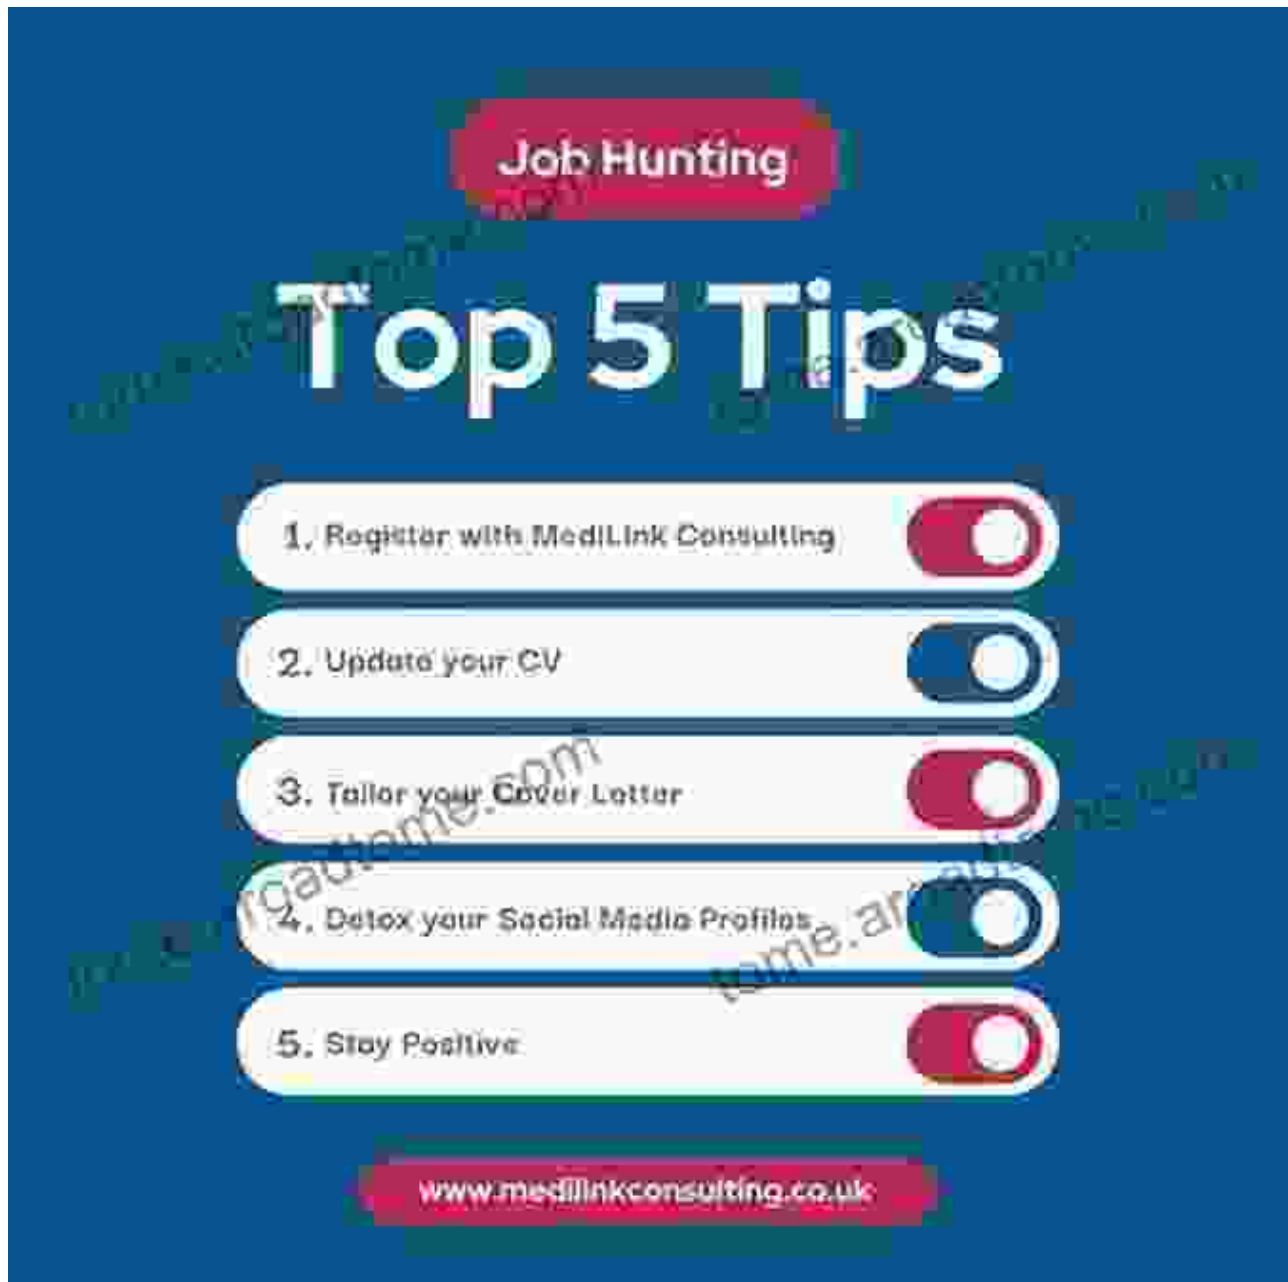 Job Hunting
Top 5 Tips
1. Register with MediLink Consulting
2. Update your CV
3. Tailor your Cover Letter
4. Detox your Social Media Profiles
5. Stay Positive
www.medilinkconsulting.co.uk